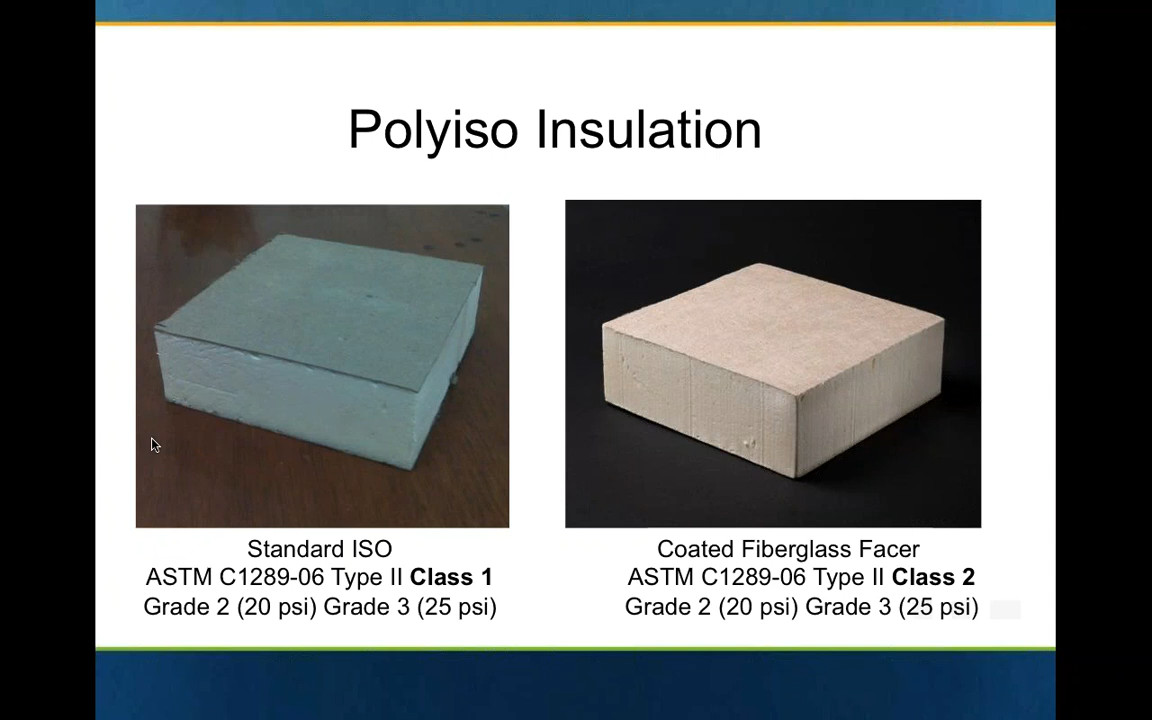 Polyiso Insulation
Standard ISO
ASTM C1289-06 Type II Class 1
Grade 2 (20 psi) Grade 3 (25 psi)
Coated Fiberglass Facer
ASTM C1289-06 Type II Class 2
Grade 2 (20 psi) Grade 3 (25 psi)